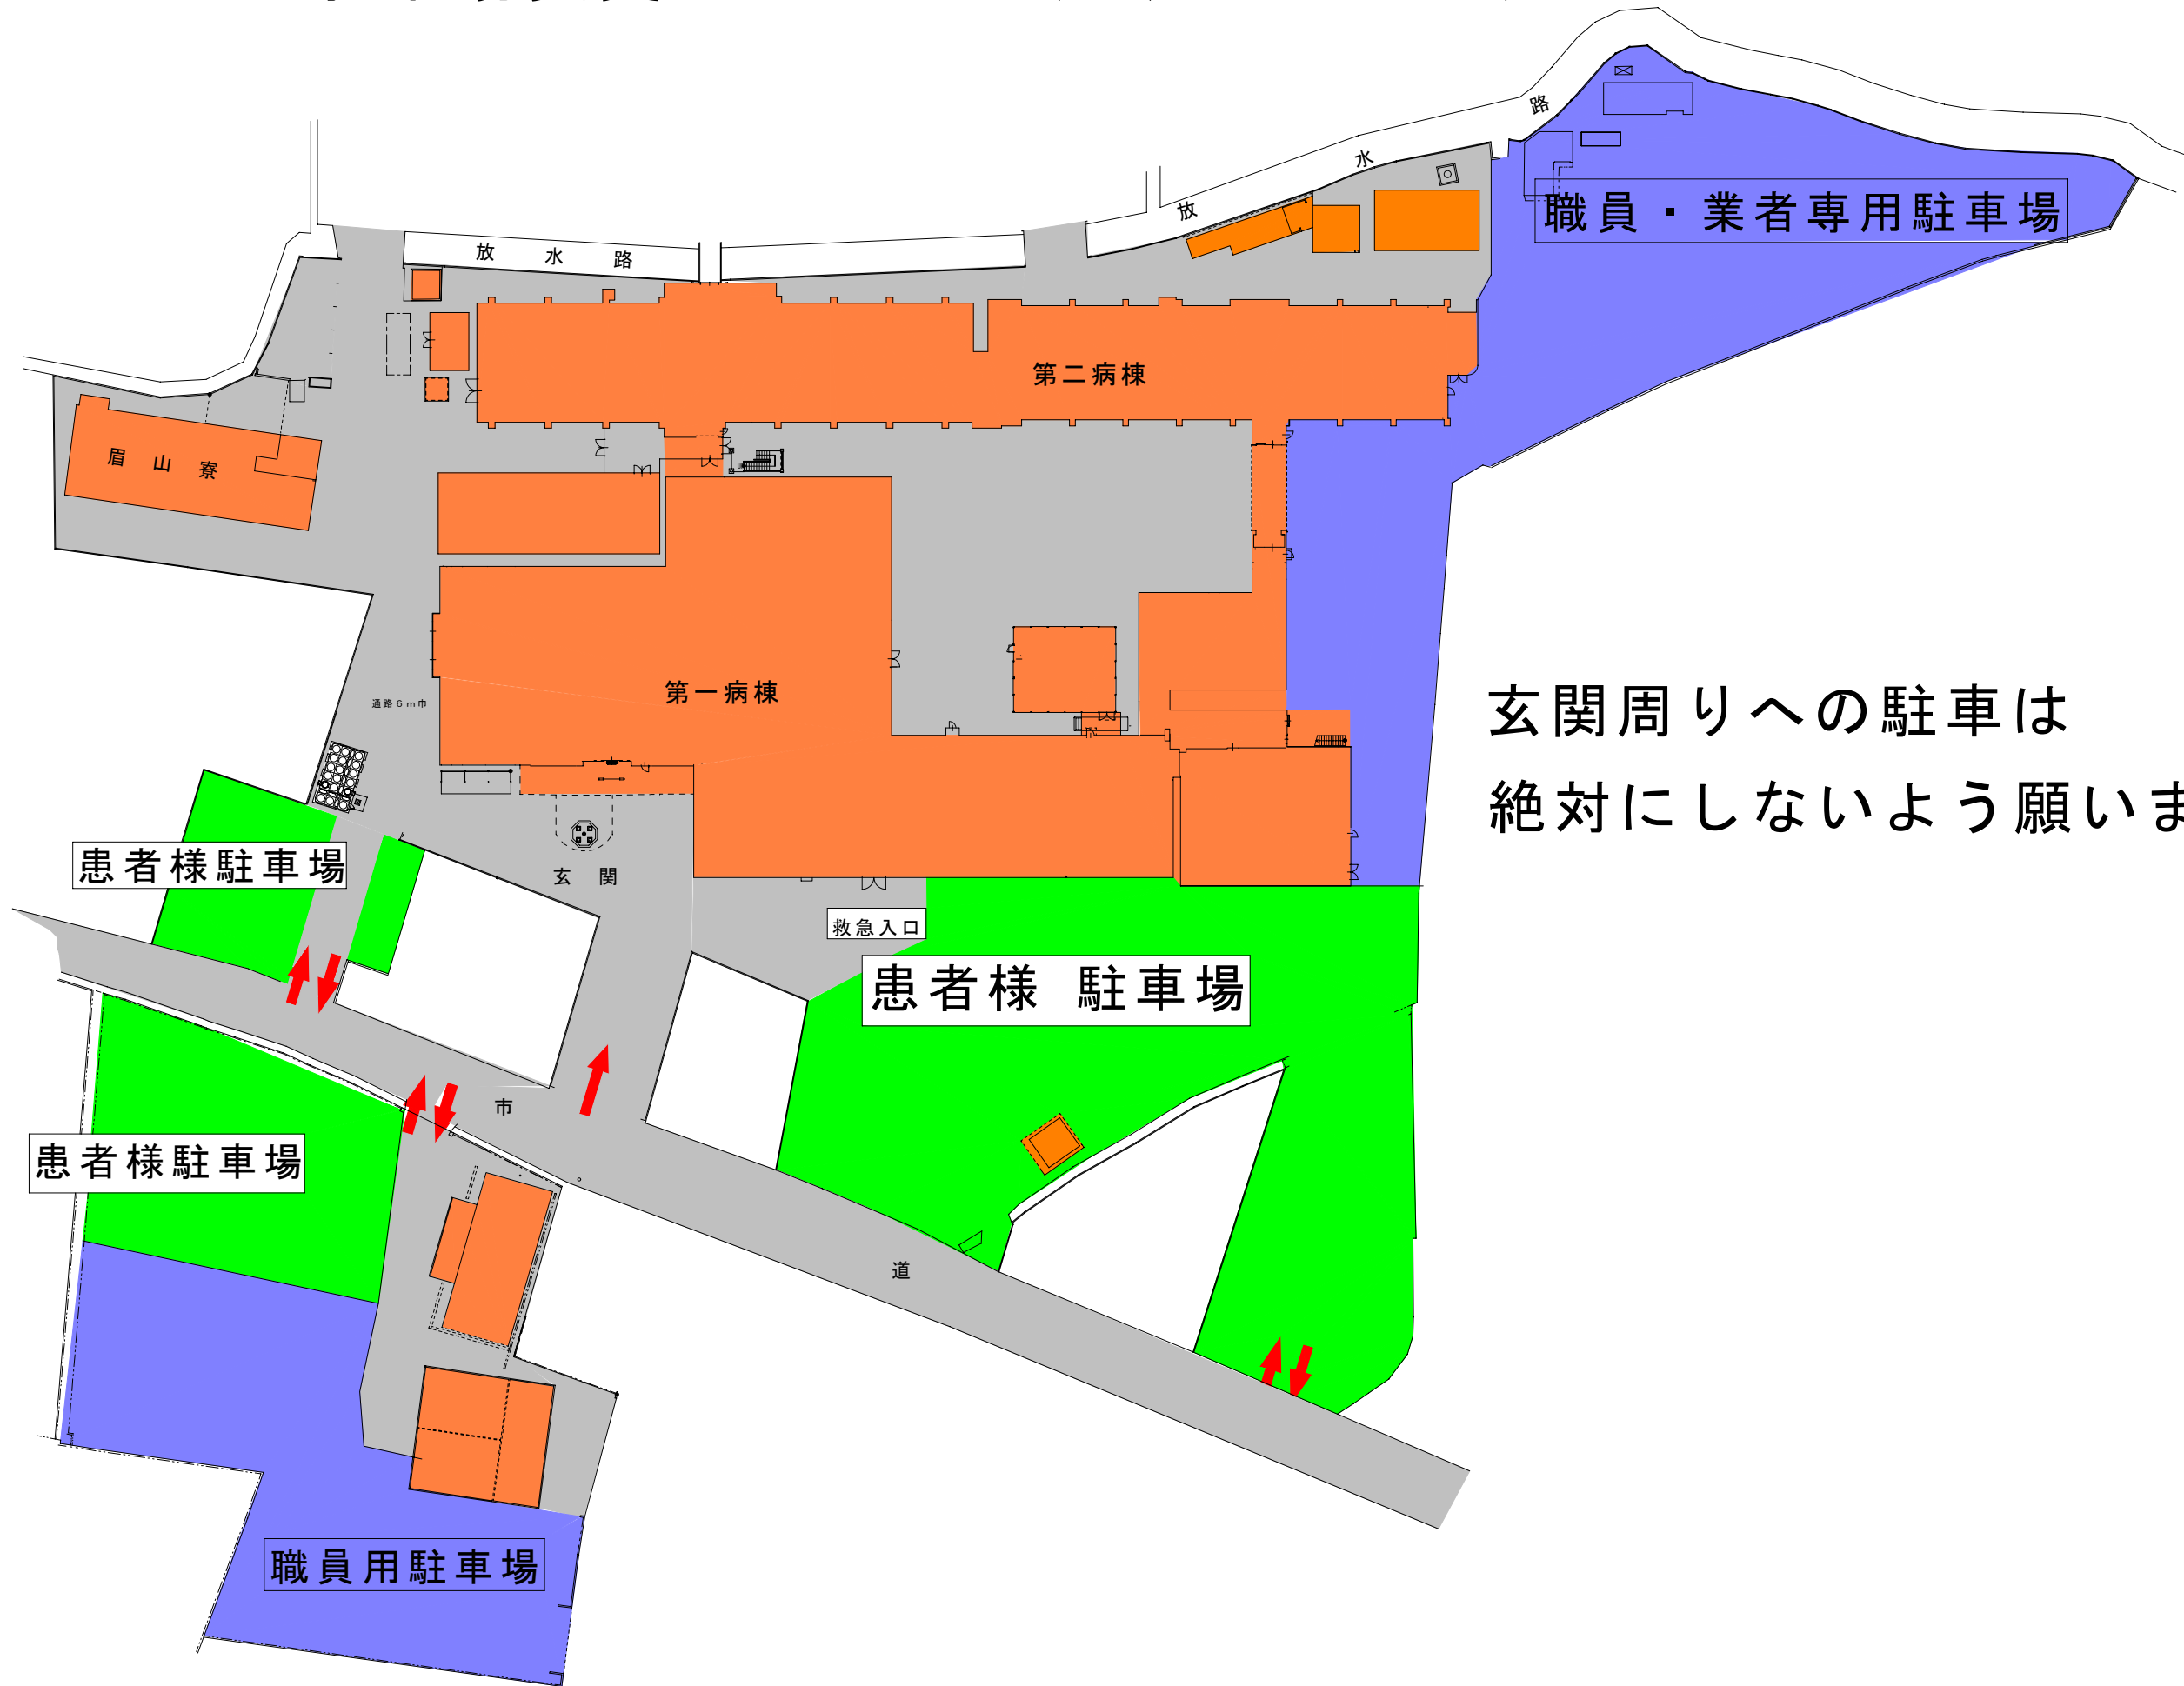 放水路
放水路
職員・業者専用駐車場
第二病棟
眉山寮
第一病棟
通路6m巾
玄関周りへの駐車は
絶対にしないよう願いま
患者様駐車場
玄関
救急入口
患者様 駐車場
市道
患者様駐車場
職員用駐車場